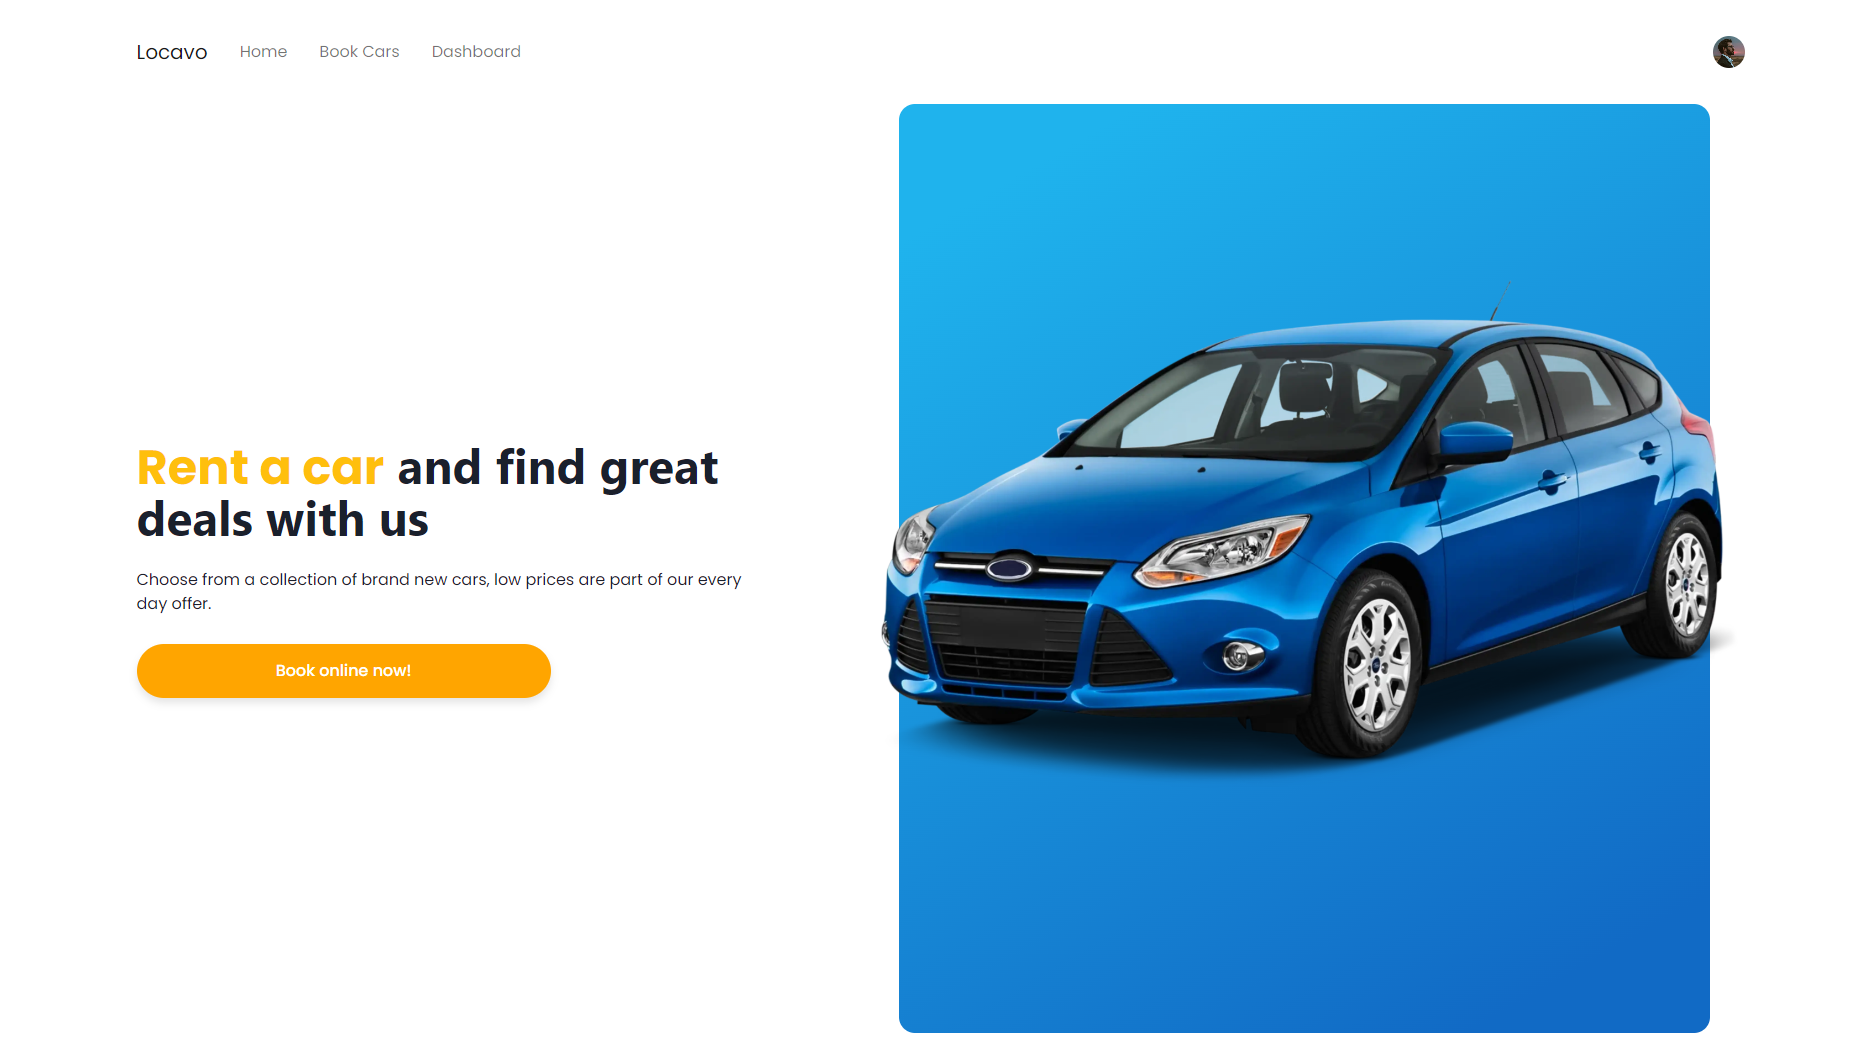 Locavo Home Book Cars Dashboard
Rent a car and find great
deals with us
Choose from a collection of brand new cars, low prices are part of our every
day offer.
Book online now!